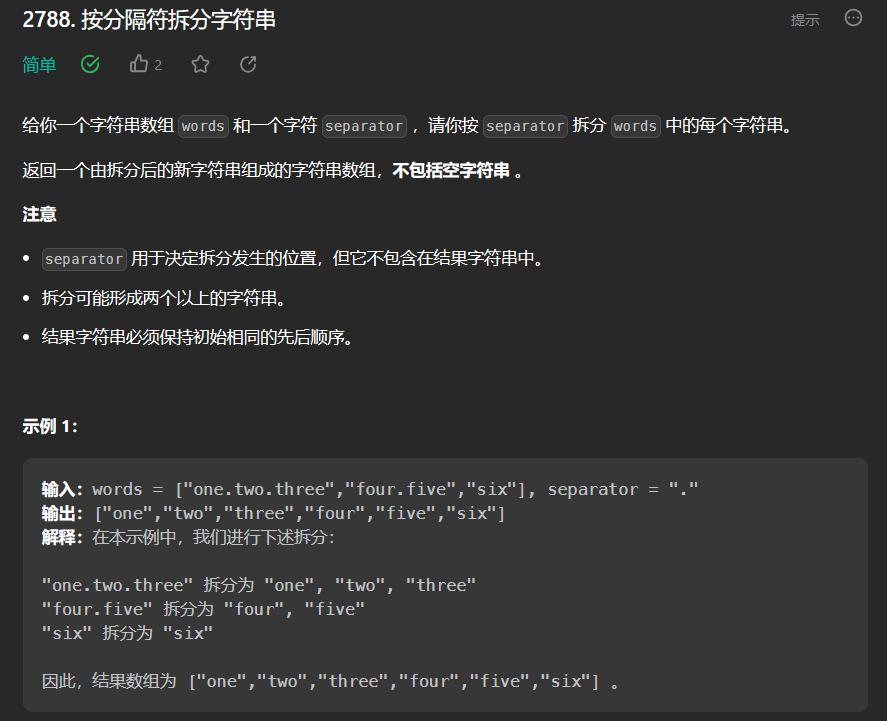 2788. 按分隔符拆分字符串
提示
简单 2
给你一个字符串数组 words 和一个字符 separator ，请你按 separator 拆分 words 中的每个字符串。
返回一个由拆分后的新字符串组成的字符串数组，不包括空字符串 。
注意
• separator 用于决定拆分发生的位置，但它不包含在结果字符串中。
• 拆分可能形成两个以上的字符串。
• 结果字符串必须保持初始相同的先后顺序。
示例 1：
输入：words = ["one.two.three","four.five","six"], separator = "."
输出：["one","two","three","four","five","six"]
解释：在本示例中，我们进行下述拆分：
"one.two.three" 拆分为 "one", "two", "three"
"four.five" 拆分为 "four", "five"
"six" 拆分为 "six"
因此，结果数组为 ["one","two","three","four","five","six"] 。